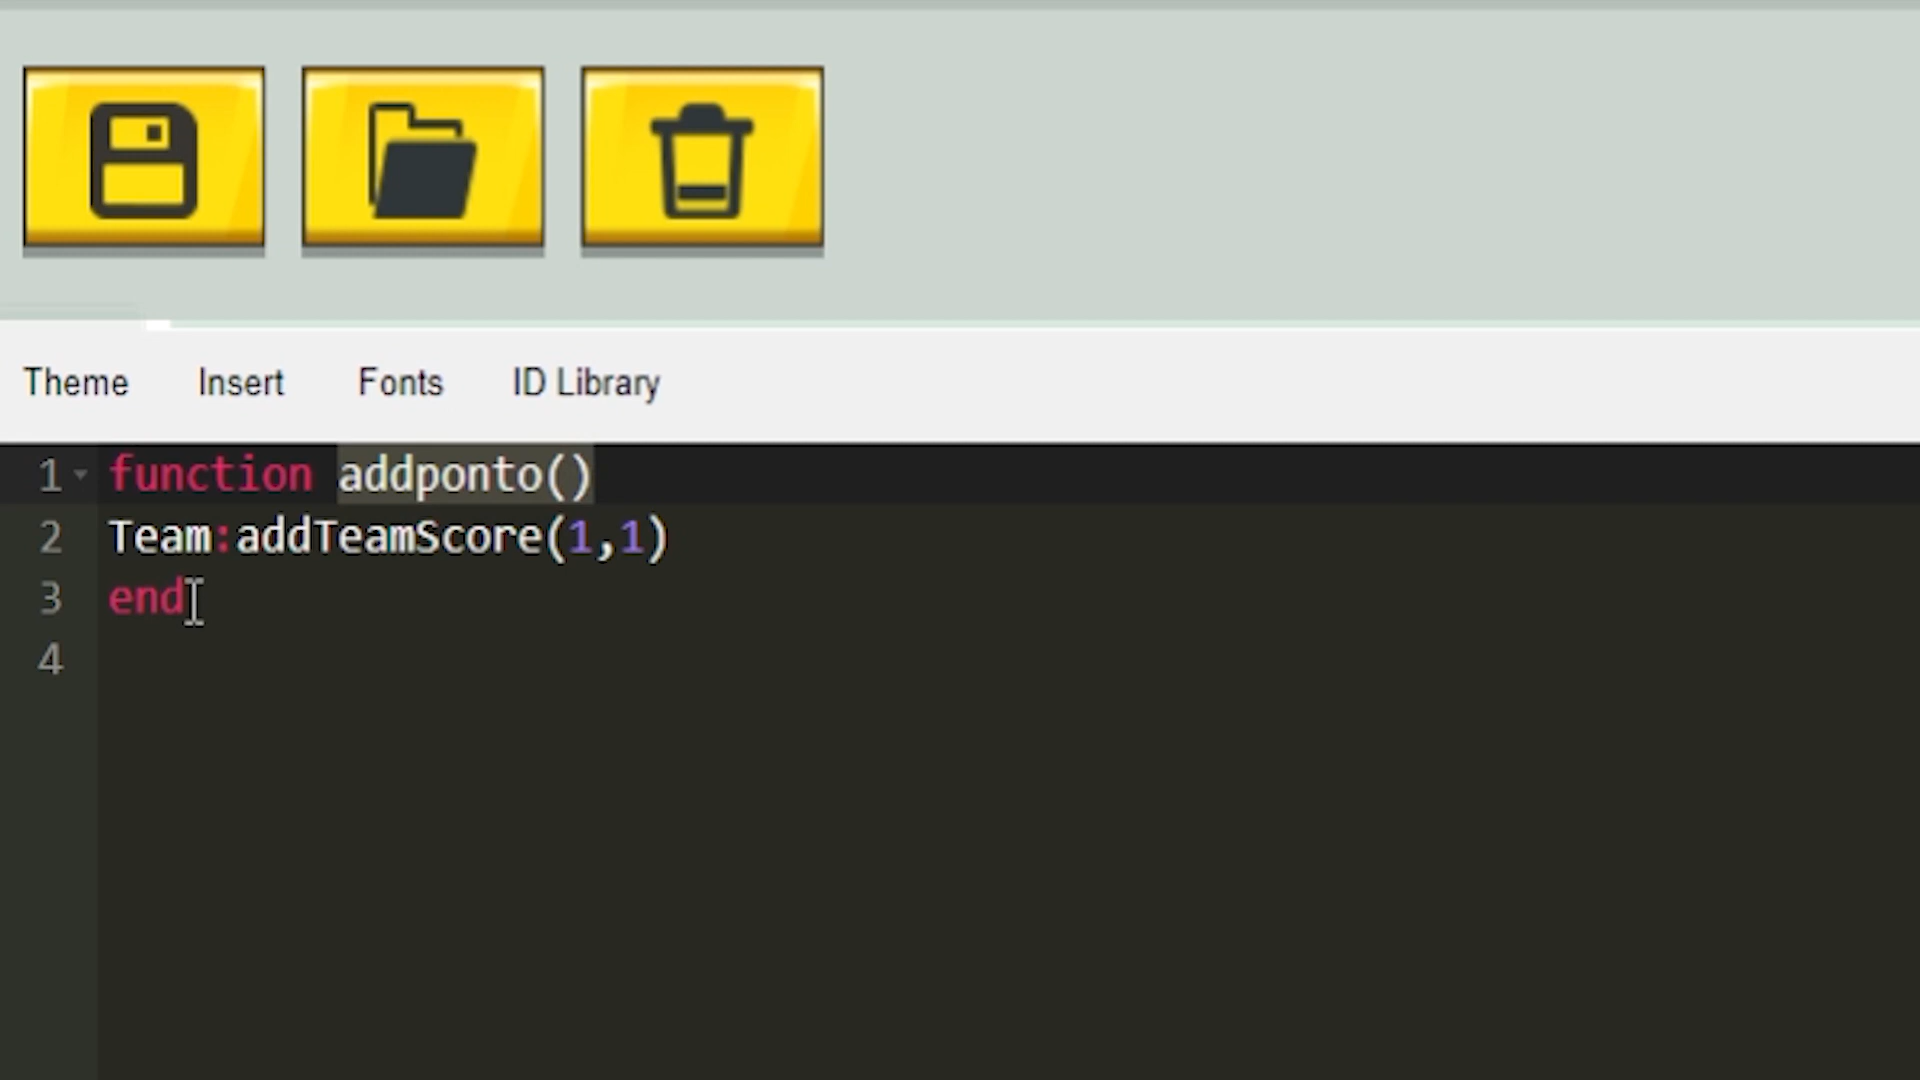 Theme Insert Fonts ID Library
1 function addponto()
2 Team:addTeamScore(1,1)
3 end
4